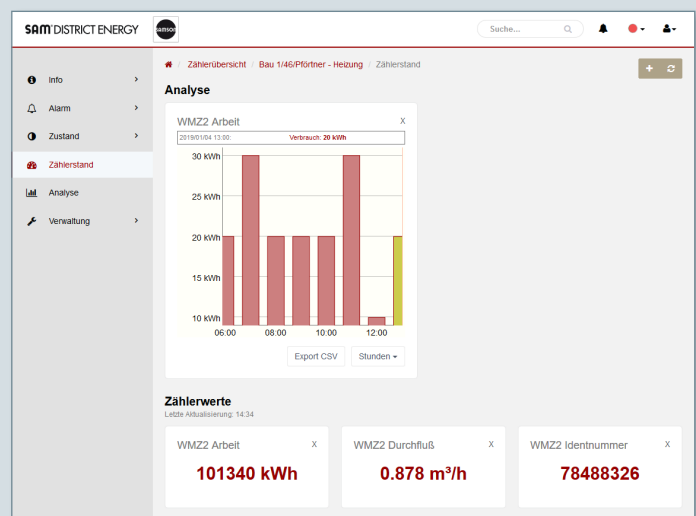 SAM DISTRICT ENERGY
samson
Suche...
Zählerübersicht / Bau 1/46/Pförtner - Heizung / Zählerstand
Info
Alarm
Zustand
Zählerstand
Analyse
Verwaltung
Analyse
WMZ2 Arbeit X
2019/01/04 13:00: Verbrauch: 20 kWh
30 kWh
25 kWh
20 kWh
15 kWh
10 kWh
06:00 08:00 10:00 12:00
Export CSV Stunden
Zählerwerte
Letzte Aktualisierung: 14:34
WMZ2 Arbeit X
101340 kWh
WMZ2 Durchfluß X
0.878 m³/h
WMZ2 Identnummer X
78488326